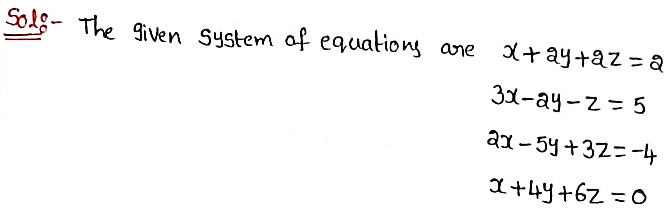 Sol:- The given system of equations are x+2y+2z=2
3x-2y-z=5
2x-5y+3z=-4
x+4y+6z=0